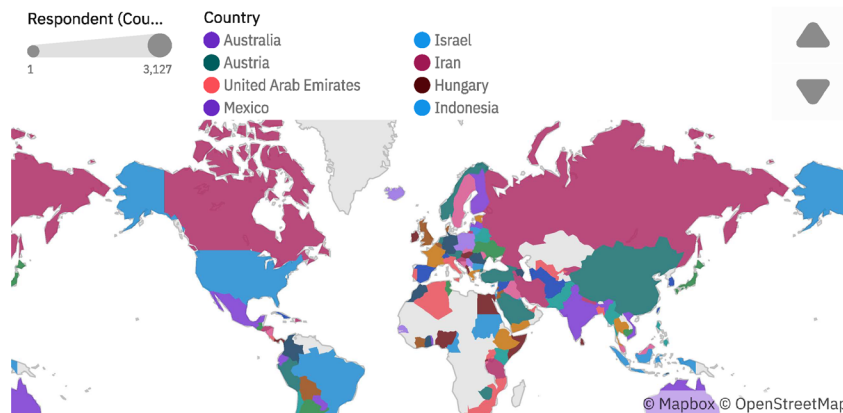 Respondent (Cou...
1
3,127
Country
Australia
Austria
United Arab Emirates
Mexico
Israel
Iran
Hungary
Indonesia
© Mapbox © OpenStreetMap